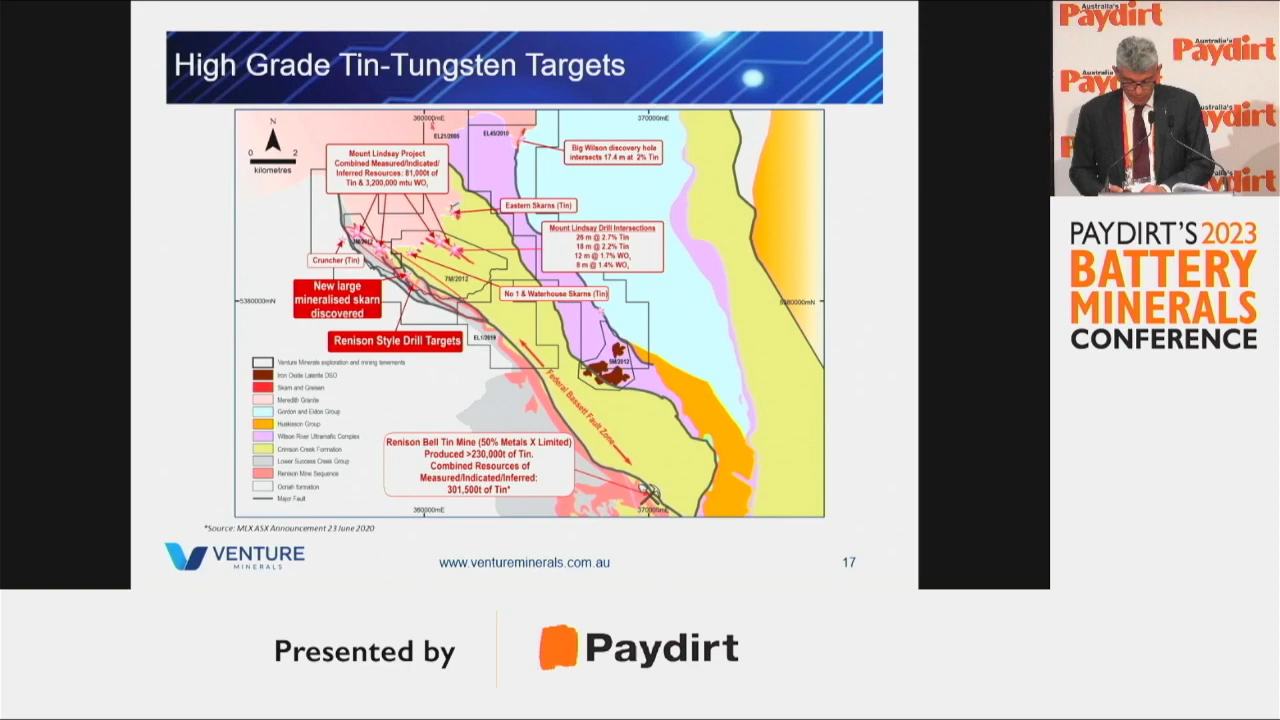 High Grade Tin-Tungsten Targets
360000mE
370000mE
N
0 2
kilometres
EL21/2005
EL45/2010
Mount Lindsay Project
Combined Measured/Indicated/
Inferred Resources: 81,000t of
Tin & 3,200,000 mtu WO₃
Big Wilson discovery hole
intersects 17.4 m at 2% Tin
Eastern Skarns (Tin)
Mount Lindsay Drill Intersections
26 m @ 2.7% Tin
18 m @ 2.2% Tin
12 m @ 1.7% WO₃
8 m @ 1.4% WO₃
Cruncher (Tin)
7M/2012
No 1 & Waterhouse Skarns (Tin)
New large
mineralised skarn
discovered
5380000mN
5380000mN
Renison Style Drill Targets
EL1/2019
5M/2012
Federal Bassett Fault Zone
Venture Minerals exploration and mining tenements
Iron Oxide Laterite DSO
Skarn and Greisen
Meredith Granite
Gordon and Eldon Group
Huskisson Group
Wilson River Ultramafic Complex
Crimson Creek Formation
Lower Success Creek Group
Renison Mine Sequence
Oonah formation
Major Fault
Renison Bell Tin Mine (50% Metals X Limited)
Produced >230,000t of Tin.
Combined Resources of
Measured/Indicated/Inferred:
301,500t of Tin*
360000mE
370000mE
*Source: MLX ASX Announcement 23 June 2020
VENTURE
MINERALS
www.ventureminerals.com.au
17
Australia's
Paydirt
Paydirt
PAYDIRT'S 2023
BATTERY
MINERALS
CONFERENCE
Presented by
Paydirt